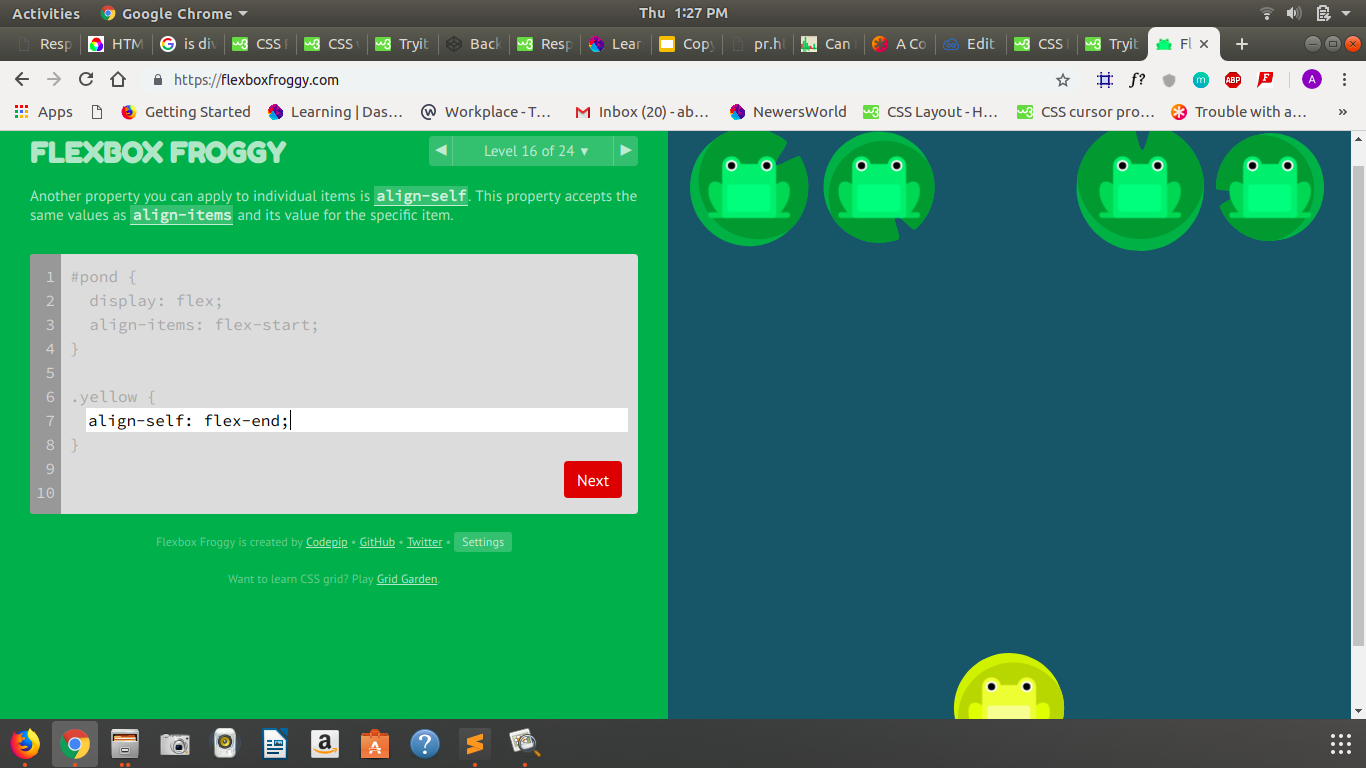 Activities Google Chrome Thu 1:27 PM
Resp HTM is div CSS CSS Tryit Back Resp Lear Copy pr.h Can A Co Edit CSS Tryit Fl
https://flexboxfroggy.com f? m ABP F A
Apps Getting Started Learning | Das... Workplace - T... Inbox (20) - ab... NewersWorld CSS Layout - H... CSS cursor pro... Trouble with a... »
FLEXBOX FROGGY ◀ Level 16 of 24 ▾ ▶
Another property you can apply to individual items is align-self. This property accepts the
same values as align-items and its value for the specific item.
1 #pond {
2 display: flex;
3 align-items: flex-start;
4 }
5
6 .yellow {
7 align-self: flex-end;
8 }
9
10
Next
Flexbox Froggy is created by Codepip • GitHub • Twitter • Settings
Want to learn CSS grid? Play Grid Garden.